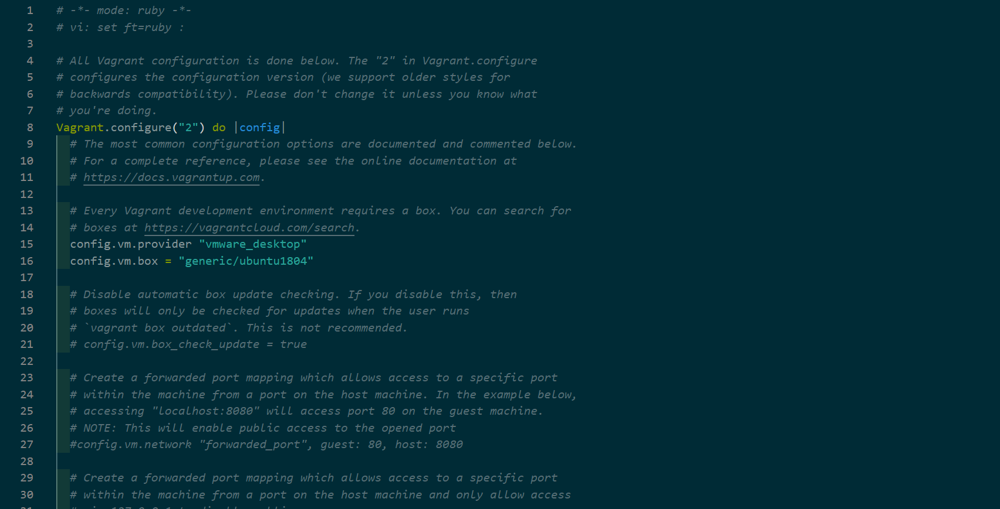 1 # -*- mode: ruby -*-
2 # vi: set ft=ruby :
3
4 # All Vagrant configuration is done below. The "2" in Vagrant.configure
5 # configures the configuration version (we support older styles for
6 # backwards compatibility). Please don't change it unless you know what
7 # you're doing.
8 Vagrant.configure("2") do |config|
9 # The most common configuration options are documented and commented below.
10 # For a complete reference, please see the online documentation at
11 # https://docs.vagrantup.com.
12
13 # Every Vagrant development environment requires a box. You can search for
14 # boxes at https://vagrantcloud.com/search.
15 config.vm.provider "vmware_desktop"
16 config.vm.box = "generic/ubuntu1804"
17
18 # Disable automatic box update checking. If you disable this, then
19 # boxes will only be checked for updates when the user runs
20 # `vagrant box outdated`. This is not recommended.
21 # config.vm.box_check_update = true
22
23 # Create a forwarded port mapping which allows access to a specific port
24 # within the machine from a port on the host machine. In the example below,
25 # accessing "localhost:8080" will access port 80 on the guest machine.
26 # NOTE: This will enable public access to the opened port
27 #config.vm.network "forwarded_port", guest: 80, host: 8080
28
29 # Create a forwarded port mapping which allows access to a specific port
30 # within the machine from a port on the host machine and only allow access